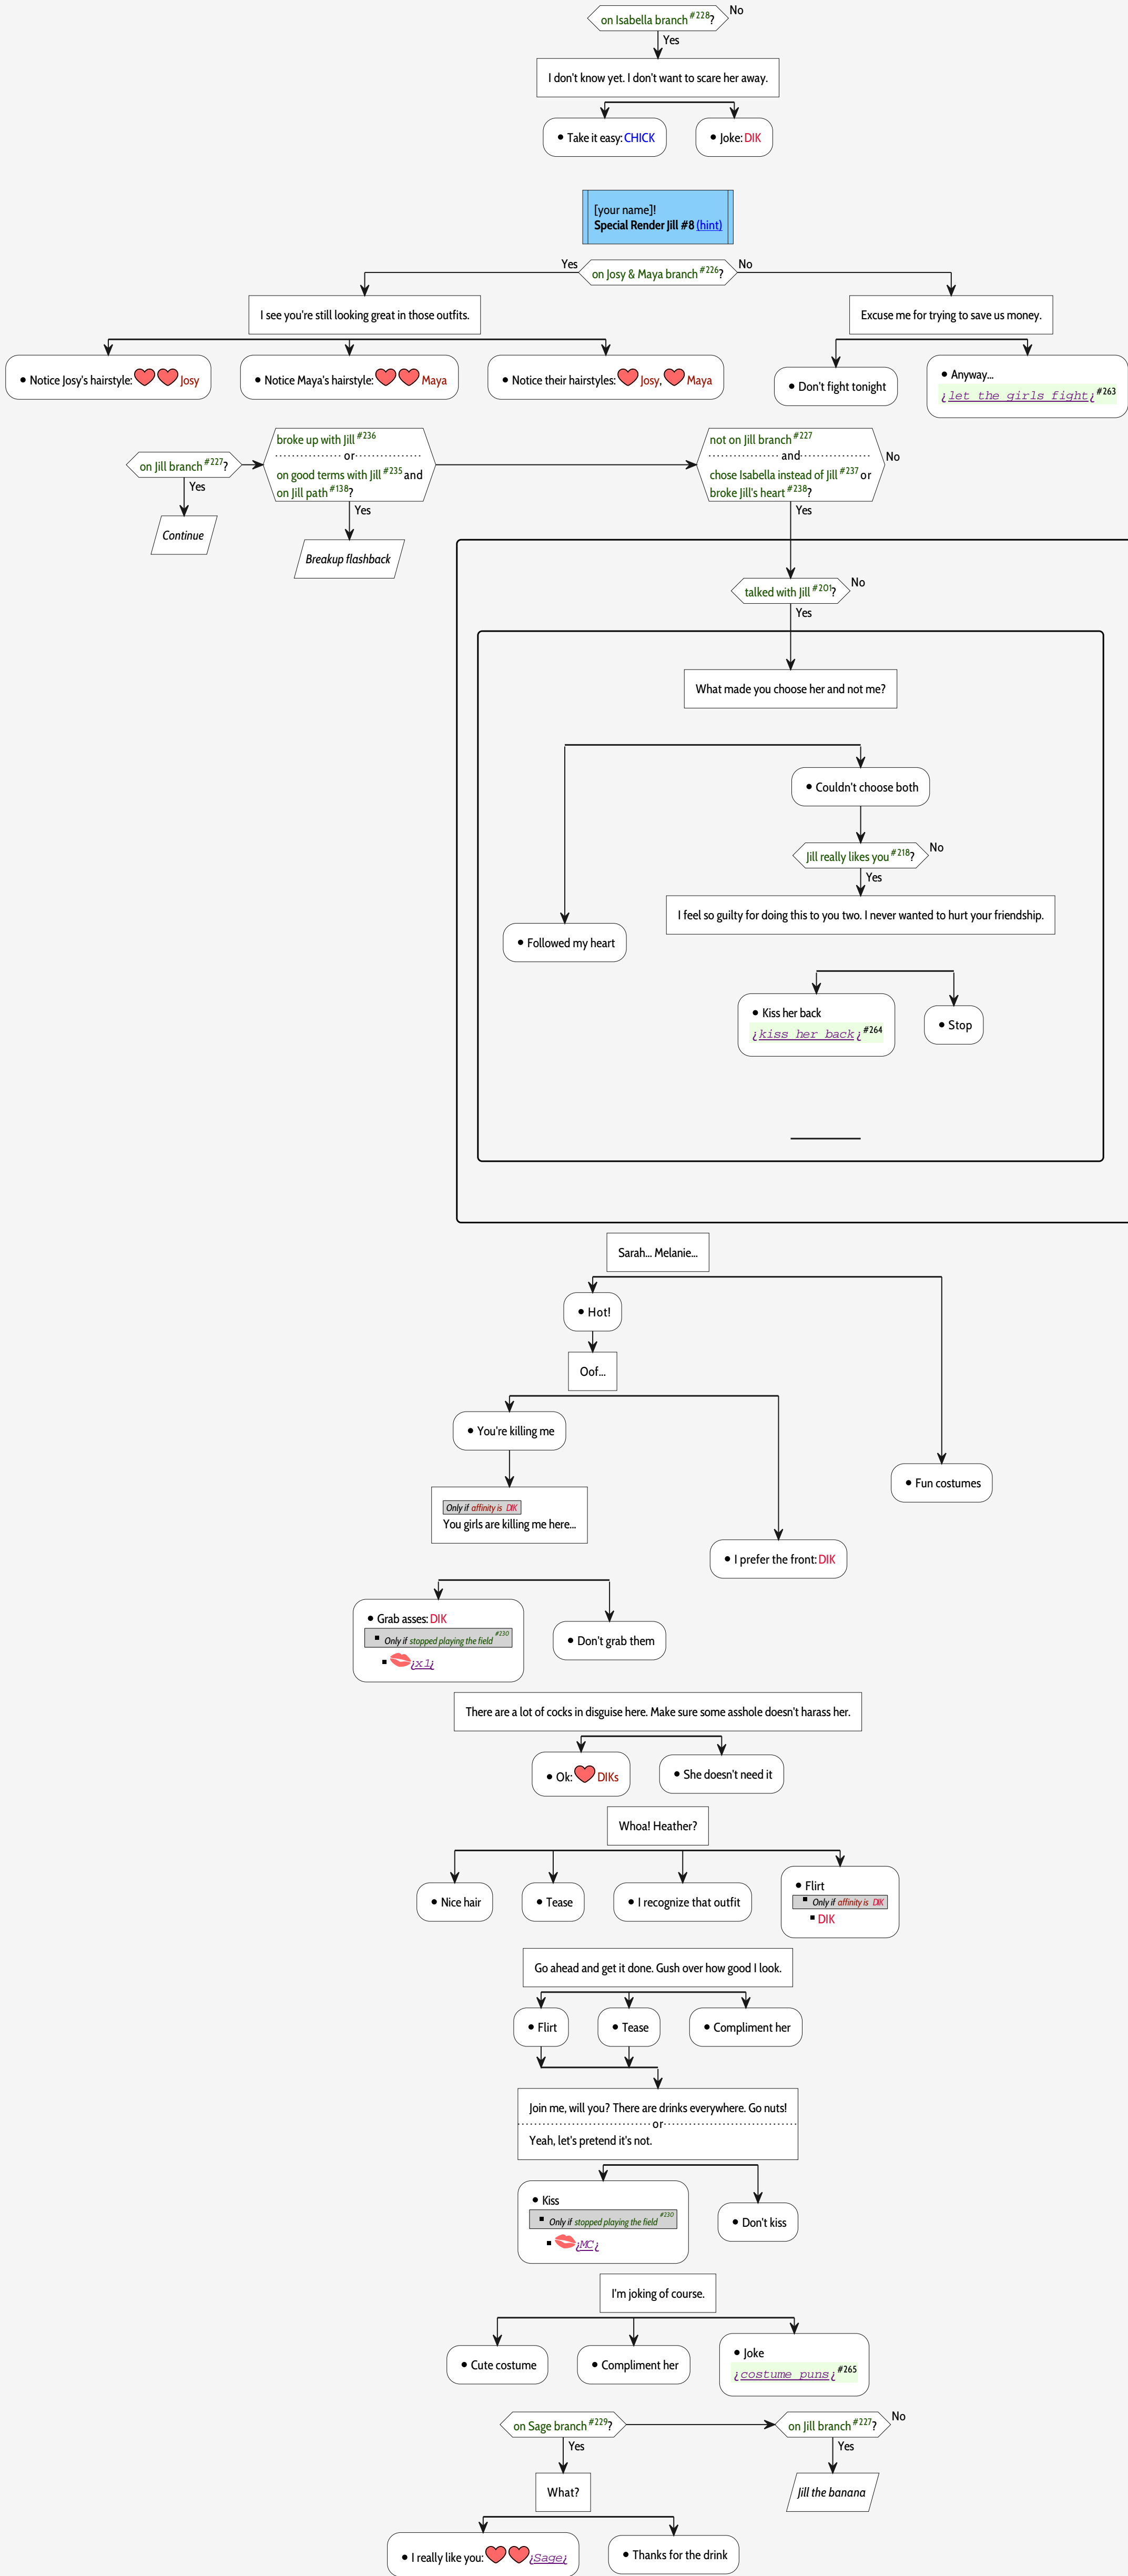 on Isabella branch #228?
No
Yes
I don't know yet. I don't want to scare her away.
• Take it easy: CHICK
• Joke: DIK
[your name]!
Special Render Jill #8 (hint)
Yes
on Josy & Maya branch #226?
No
I see you're still looking great in those outfits.
Excuse me for trying to save us money.
• Notice Josy's hairstyle: Josy
• Notice Maya's hairstyle: Maya
• Notice their hairstyles: Josy, Maya
• Don't fight tonight
• Anyway...
¿let the girls fight¿ #263
on Jill branch #227?
Yes
Continue
broke up with Jill #236
or
on good terms with Jill #235 and
on Jill path #138?
Yes
Breakup flashback
not on Jill branch #227
and
chose Isabella instead of Jill #237 or
broke Jill's heart #238?
No
Yes
talked with Jill #201?
No
Yes
What made you choose her and not me?
• Couldn't choose both
Jill really likes you #218?
No
Yes
I feel so guilty for doing this to you two. I never wanted to hurt your friendship.
• Followed my heart
• Kiss her back
¿kiss her back¿ #264
• Stop
Sarah... Melanie...
• Hot!
Oof...
• You're killing me
• Fun costumes
Only if affinity is DIK
You girls are killing me here...
• I prefer the front: DIK
• Grab asses: DIK
▪ Only if stopped playing the field #230
▪ ¿x1¿
• Don't grab them
There are a lot of cocks in disguise here. Make sure some asshole doesn't harass her.
• Ok: DIKs
• She doesn't need it
Whoa! Heather?
• Nice hair
• Tease
• I recognize that outfit
• Flirt
▪ Only if affinity is DIK
▪ DIK
Go ahead and get it done. Gush over how good I look.
• Flirt
• Tease
• Compliment her
Join me, will you? There are drinks everywhere. Go nuts!
or
Yeah, let's pretend it's not.
• Kiss
▪ Only if stopped playing the field #230
▪ ¿MC¿
• Don't kiss
I'm joking of course.
• Cute costume
• Compliment her
• Joke
¿costume puns¿ #265
on Sage branch #229?
on Jill branch #227?
No
Yes
Yes
What?
Jill the banana
• I really like you: ¿Sage¿
• Thanks for the drink